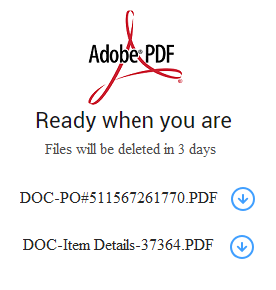 Adobe® PDF
Ready when you are
Files will be deleted in 3 days
DOC-PO#511567261770.PDF
DOC-Item Details-37364.PDF